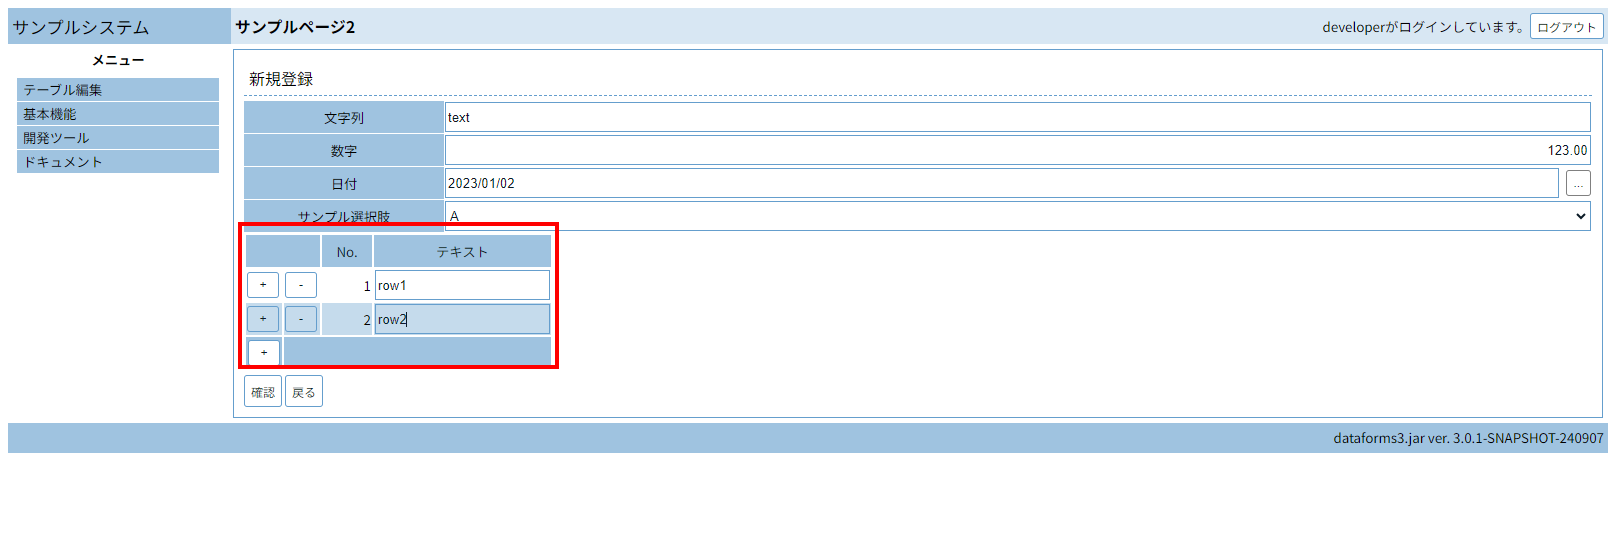 サンプルシステム
サンプルページ2
developerがログインしています。 ログアウト
メニュー
テーブル編集
基本機能
開発ツール
ドキュメント
新規登録
文字列 text
数字 123.00
日付 2023/01/02 ...
サンプル選択肢 A
No. テキスト
+ - 1 row1
+ - 2 row2
+
確認 戻る
dataforms3.jar ver. 3.0.1-SNAPSHOT-240907